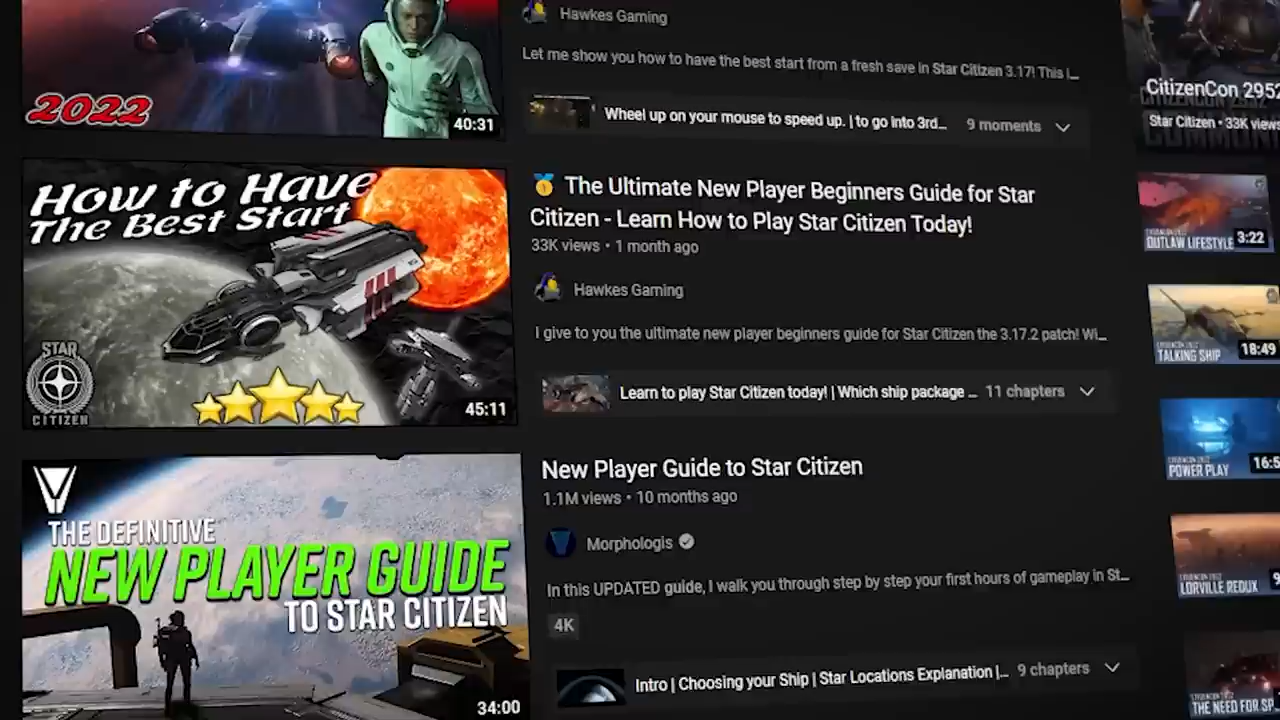 Hawkes Gaming
Let me show you how to have the best start from a fresh save in Star Citizen 3.17! This i...
2022
40:31
Wheel up on your mouse to speed up. | to go into 3rd...
9 moments
How to Have
The Best Start
STAR
CITIZEN
45:11
🥇 The Ultimate New Player Beginners Guide for Star
Citizen - Learn How to Play Star Citizen Today!
33K views • 1 month ago
Hawkes Gaming
I give to you the ultimate new player beginners guide for Star Citizen the 3.17.2 patch! Wi...
Learn to play Star Citizen today! | Which ship package ...
11 chapters
THE DEFINITIVE
NEW PLAYER GUIDE
TO STAR CITIZEN
34:00
New Player Guide to Star Citizen
1.1M views • 10 months ago
Morphologis
In this UPDATED guide, I walk you through step by step your first hours of gameplay in St...
4K
Intro | Choosing your Ship | Star Locations Explanation |...
9 chapters
CitizenCon 2952
Star Citizen • 33K views
OUTLAW LIFESTYLE
3:22
TALKING SHIP
18:49
POWER PLAY
16:5
LORVILLE REDUX
9
THE NEED FOR SP